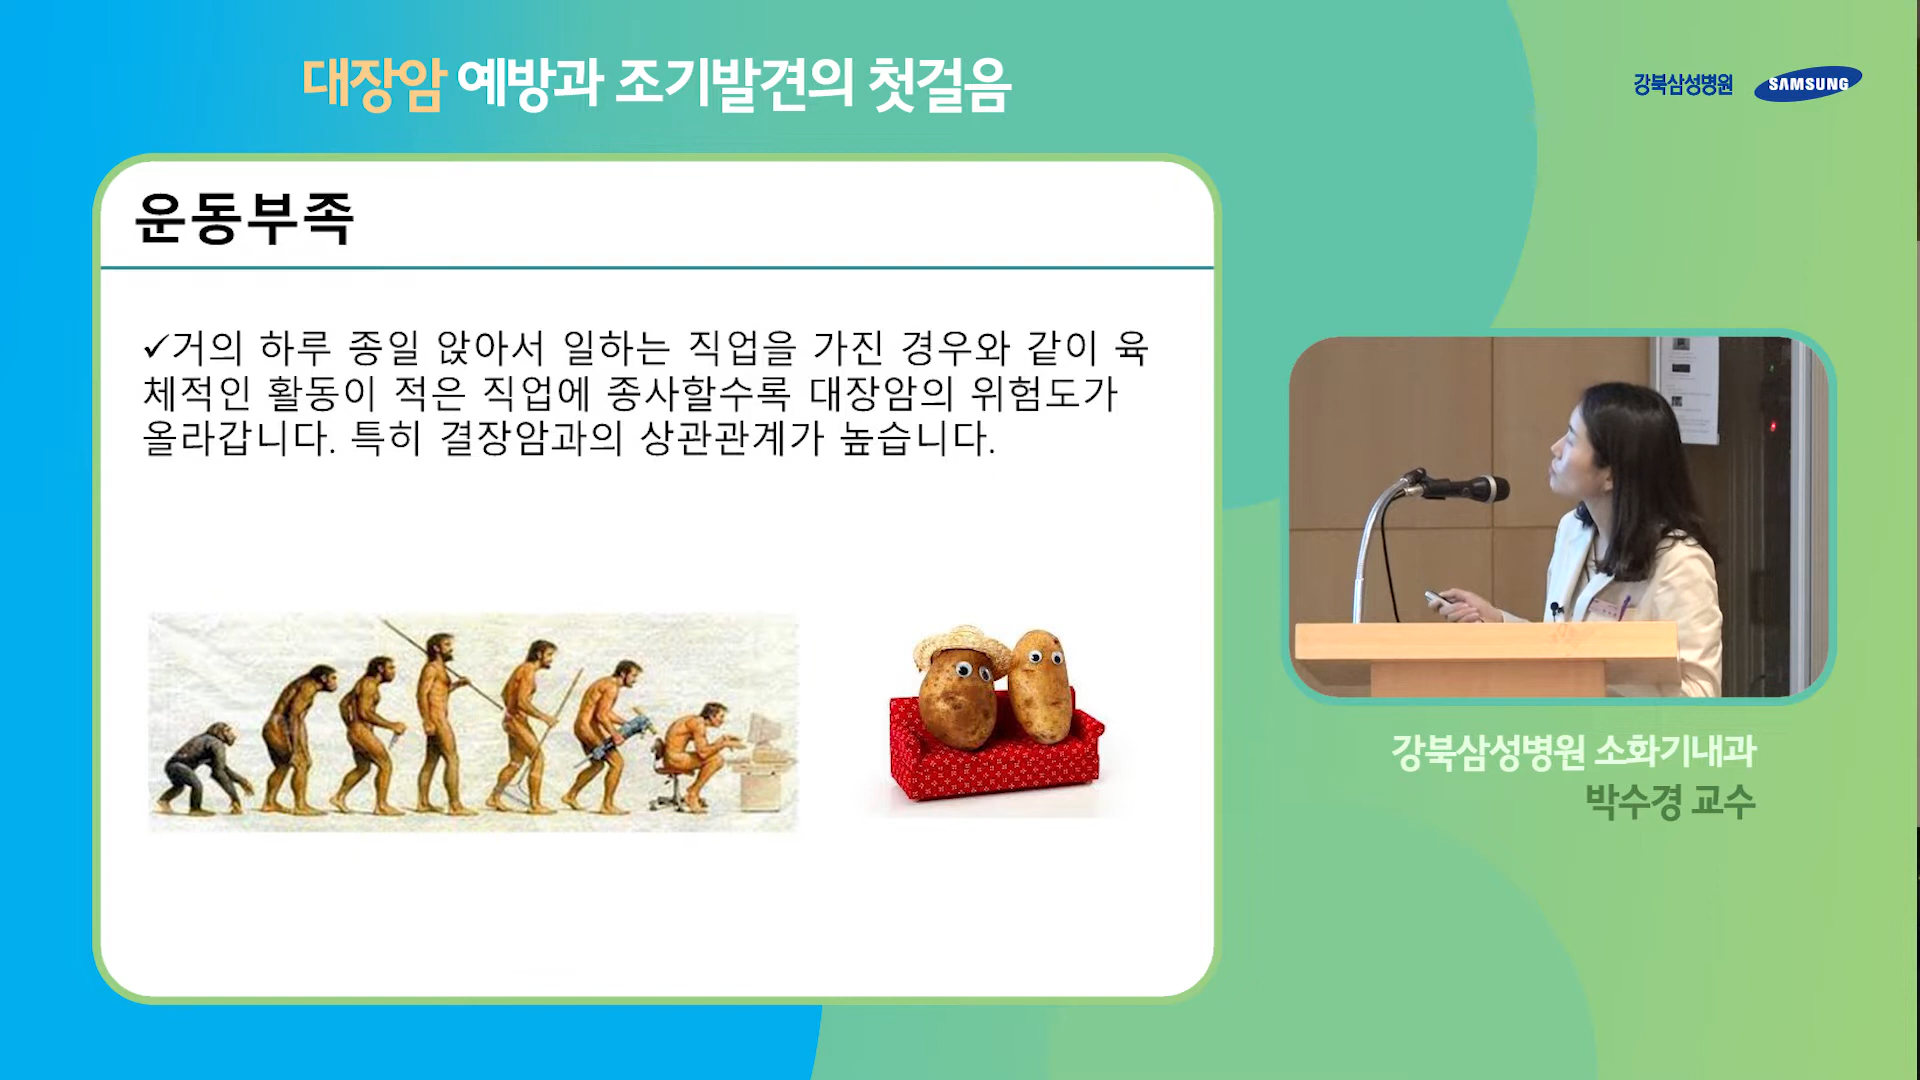 대장암 예방과 조기발견의 첫걸음
강북삼성병원 SAMSUNG
운동부족
✓거의 하루 종일 앉아서 일하는 직업을 가진 경우와 같이 육
체적인 활동이 적은 직업에 종사할수록 대장암의 위험도가
올라갑니다. 특히 결장암과의 상관관계가 높습니다.
강북삼성병원 소화기내과
박수경 교수